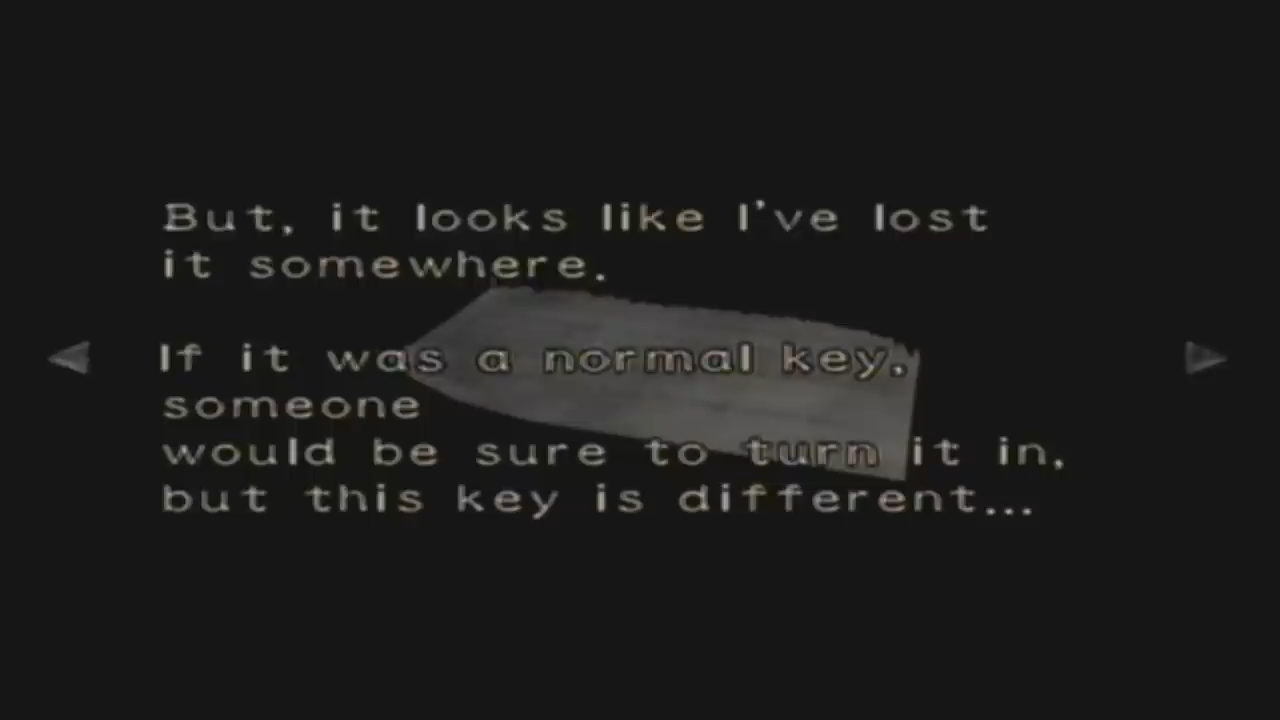 But, it looks like I've lost
it somewhere.
If it was a normal key,
someone
would be sure to turn it in,
but this key is different...